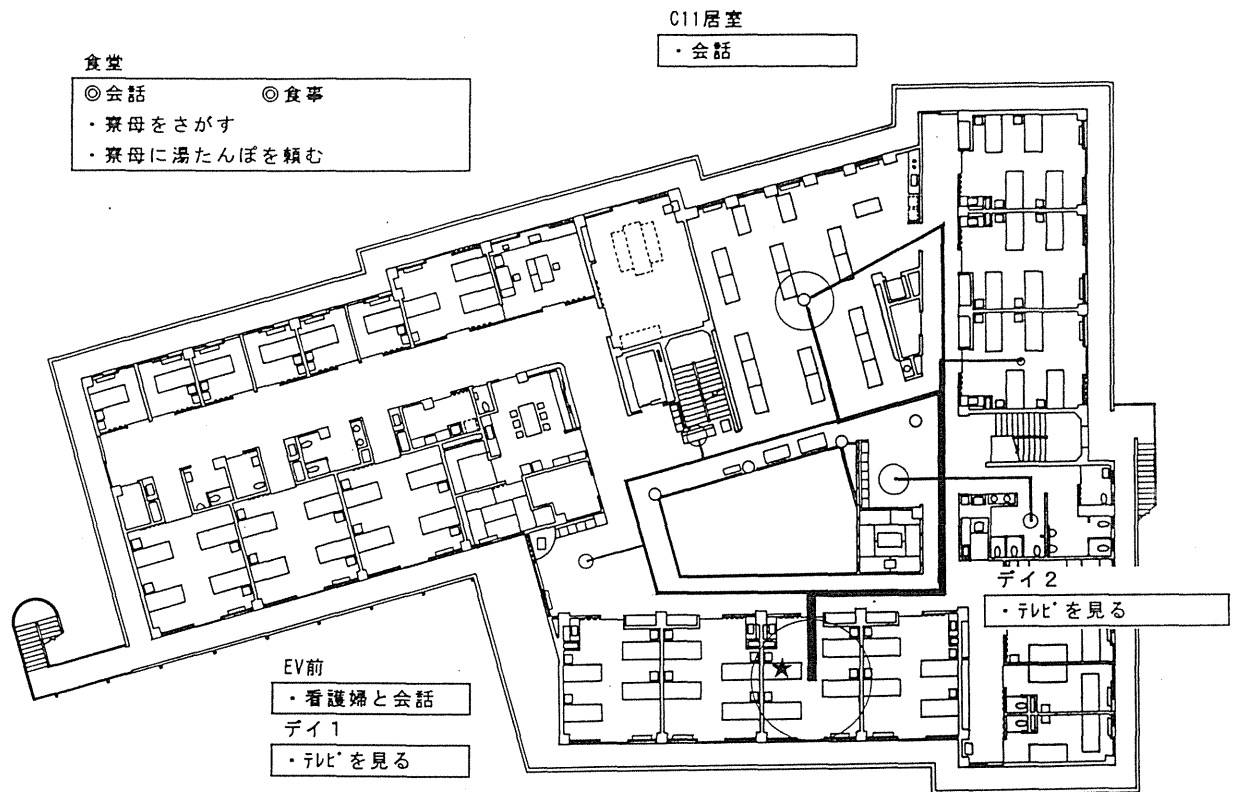 C11居室
・会話
食堂
◎会話 ◎食事
・寮母をさがす
・寮母に湯たんぽを頼む
デイ2
・ﾃﾚﾋﾞを見る
EV前
・看護婦と会話
デイ1
・ﾃﾚﾋﾞを見る